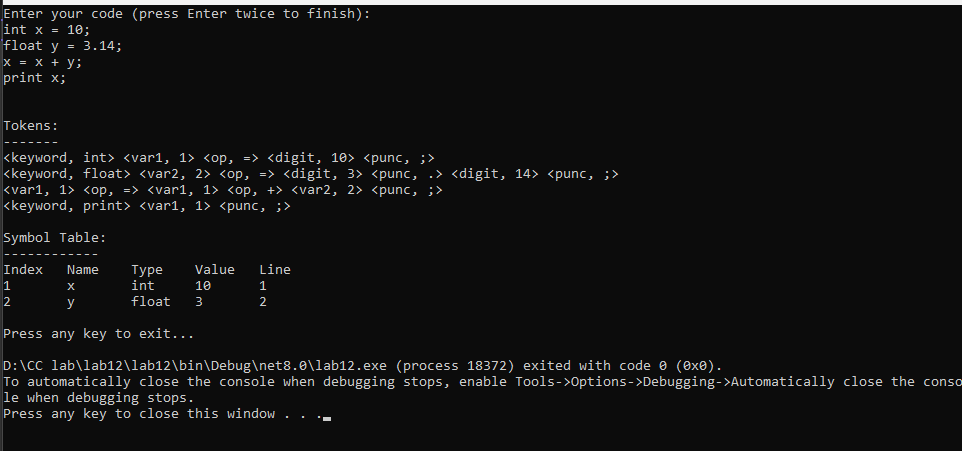 Enter your code (press Enter twice to finish):
int x = 10;
float y = 3.14;
x = x + y;
print x;
Tokens:
-------
<keyword, int> <var1, 1> <op, => <digit, 10> <punc, ;>
<keyword, float> <var2, 2> <op, => <digit, 3> <punc, .> <digit, 14> <punc, ;>
<var1, 1> <op, => <var1, 1> <op, +> <var2, 2> <punc, ;>
<keyword, print> <var1, 1> <punc, ;>
Symbol Table:
------------
Index   Name    Type    Value   Line
1       x       int     10      1
2       y       float   3       2
Press any key to exit...
D:\CC lab\lab12\lab12\bin\Debug\net8.0\lab12.exe (process 18372) exited with code 0 (0x0).
To automatically close the console when debugging stops, enable Tools->Options->Debugging->Automatically close the conso
le when debugging stops.
Press any key to close this window . . .